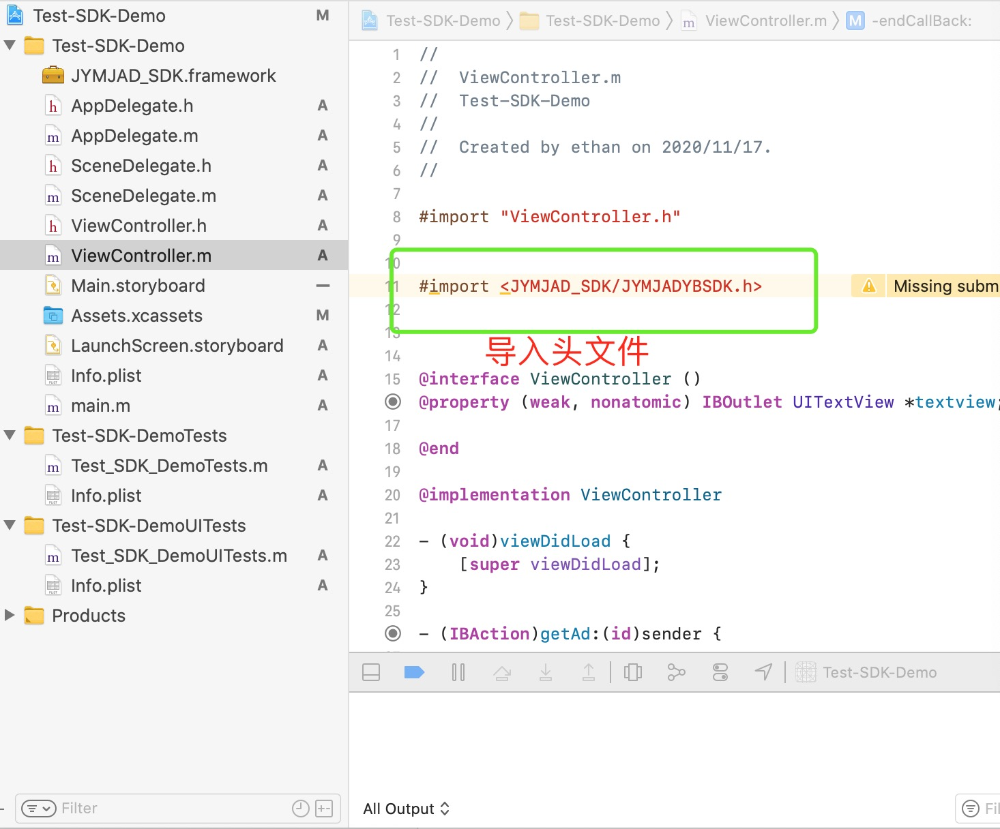 Test-SDK-Demo M
Test-SDK-Demo
JYMJAD_SDK.framework
h AppDelegate.h A
m AppDelegate.m A
h SceneDelegate.h A
m SceneDelegate.m A
h ViewController.h A
m ViewController.m A
Main.storyboard —
Assets.xcassets M
LaunchScreen.storyboard A
Info.plist A
m main.m A
Test-SDK-DemoTests
m Test_SDK_DemoTests.m A
Info.plist A
Test-SDK-DemoUITests
m Test_SDK_DemoUITests.m A
Info.plist A
Products
Filter
Test-SDK-Demo Test-SDK-Demo m ViewController.m M -endCallBack:
1 //
2 //  ViewController.m
3 //  Test-SDK-Demo
4 //
5 //  Created by ethan on 2020/11/17.
6 //
7
8 #import "ViewController.h"
9
10
11 #import <JYMJAD_SDK/JYMJADYBSDK.h> Missing subm
12
13
导入头文件
14
15 @interface ViewController ()
@property (weak, nonatomic) IBOutlet UITextView *textview;
17
18 @end
19
20 @implementation ViewController
21
22 - (void)viewDidLoad {
23     [super viewDidLoad];
24 }
25
- (IBAction)getAd:(id)sender {
Test-SDK-Demo
All Output
Fil